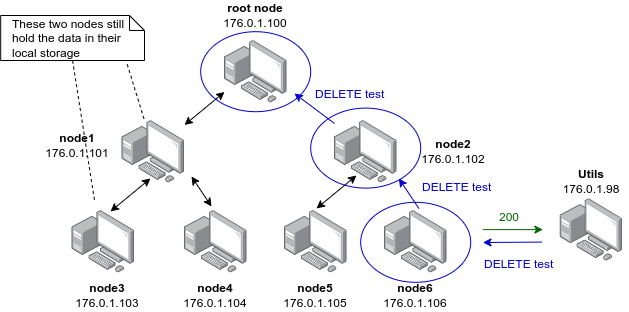 root node
176.0.1.100
These two nodes still
hold the data in their
local storage
DELETE test
node1
176.0.1.101
node2
176.0.1.102
DELETE test
Utils
176.0.1.98
200
DELETE test
node3
176.0.1.103
node4
176.0.1.104
node5
176.0.1.105
node6
176.0.1.106